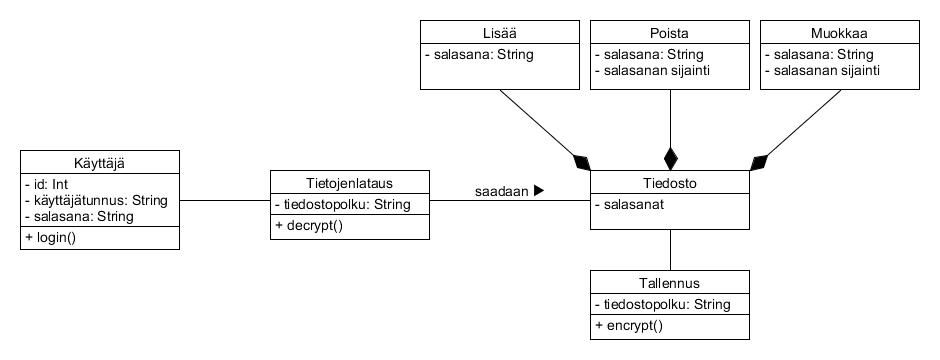 Lisää
- salasana: String
Poista
- salasana: String
- salasanan sijainti
Muokkaa
- salasana: String
- salasanan sijainti
Käyttäjä
- id: Int
- käyttäjätunnus: String
- salasana: String
+ login()
Tietojenlataus
- tiedostopolku: String
+ decrypt()
saadaan ▶
Tiedosto
- salasanat
Tallennus
- tiedostopolku: String
+ encrypt()